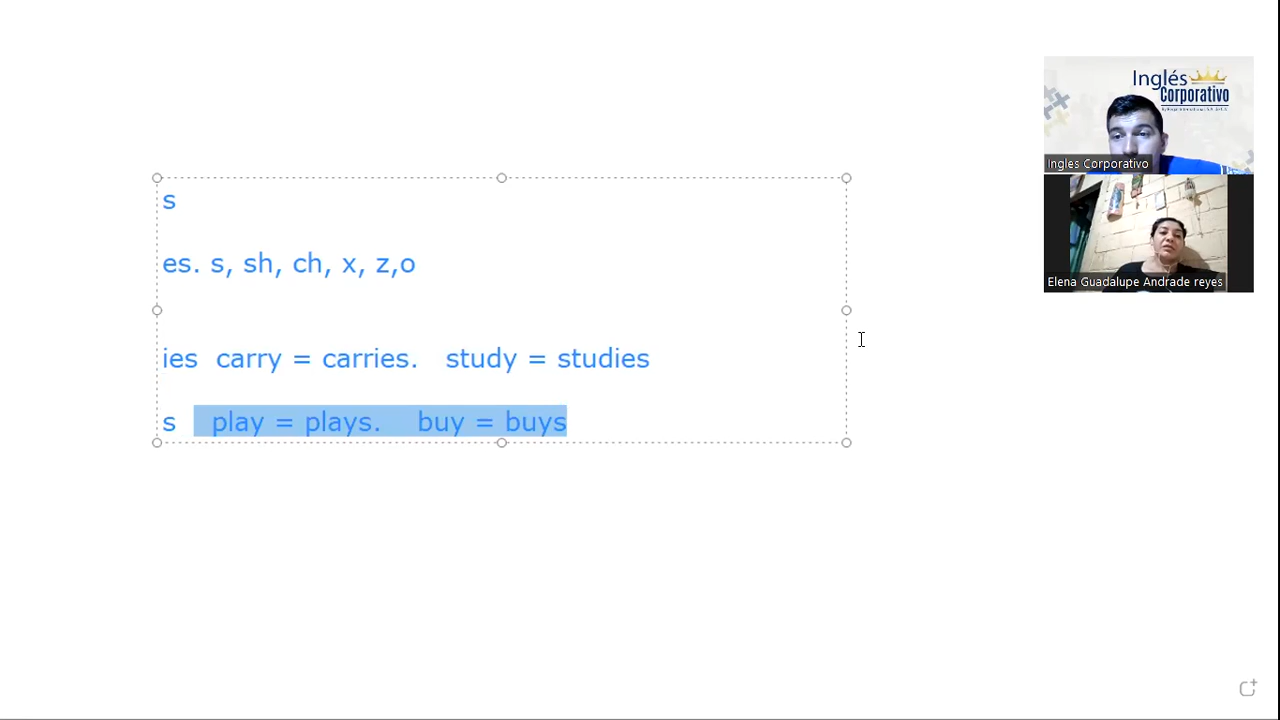 s
es. s, sh, ch, x, z,o
ies carry = carries. study = studies
s play = plays. buy = buys
Inglés
Corporativo
Ingles Corporativo
Elena Guadalupe Andrade reyes